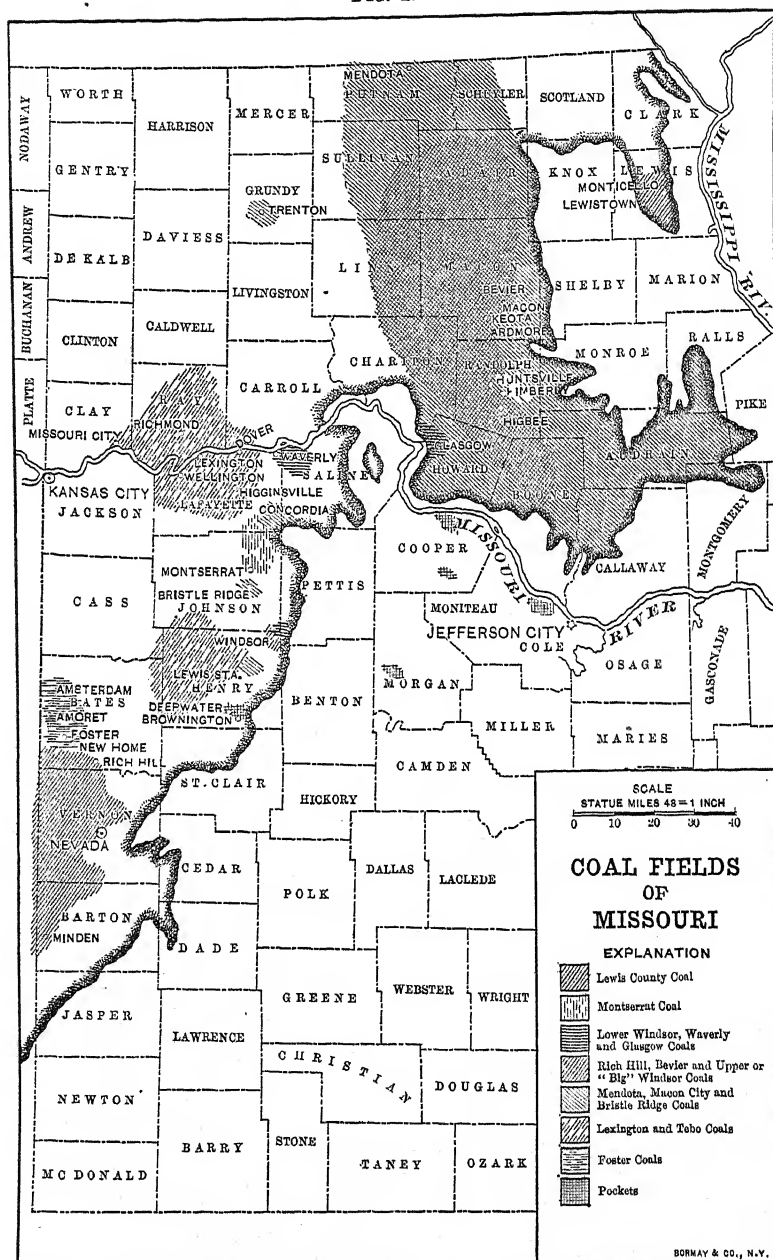 WORTH
NODAWAY
HARRISON
MERCER
MENDOTA
PUTNAM
SCHUYLER
SCOTLAND
CLARK
GENTRY
SULLIVAN
ADAIR
KNOX
LEWIS
MONTICELLO
LEWISTOWN
MISSISSIPPI RIV.
GRUNDY
TRENTON
ANDREW
DE KALB
DAVIESS
LINN
MACON
BEVIER
MACON
KEOTA
ARDMORE
SHELBY
MARION
LIVINGSTON
BUCHANAN
CLINTON
CALDWELL
CHARITON
RANDOLPH
HUNTSVILLE
TIMBER
HIGBEE
MONROE
RALLS
PIKE
PLATTE
CLAY
MISSOURI CITY
RAY
RICHMOND
CARROLL
DOVER
WAVERLY
SALINE
GLASGOW
HOWARD
BOONE
AUDRAIN
KANSAS CITY
JACKSON
LEXINGTON
WELLINGTON
HIGGINSVILLE
LAFAYETTE
CONCORDIA
MISSOURI RIVER
COOPER
CALLAWAY
MONTGOMERY
CASS
MONTSERRAT
BRISTLE RIDGE
JOHNSON
PETTIS
MONITEAU
JEFFERSON CITY
COLE
OSAGE
GASCONADE
WINDSOR
LEWIS STA.
HENRY
DEEPWATER
BROWNINGTON
BENTON
MORGAN
MILLER
MARIES
AMSTERDAM
BATES
AMORET
FOSTER
NEW HOME
RICH HILL
ST. CLAIR
HICKORY
CAMDEN
VERNON
NEVADA
CEDAR
POLK
DALLAS
LACLEDE
BARTON
MINDEN
DADE
GREENE
WEBSTER
WRIGHT
JASPER
LAWRENCE
CHRISTIAN
DOUGLAS
NEWTON
BARRY
STONE
TANEY
OZARK
MC DONALD
SCALE
STATUE MILES 48=1 INCH
0 10 20 30 40
COAL FIELDS
OF
MISSOURI
EXPLANATION
Lewis County Coal
Montserrat Coal
Lower Windsor, Waverly
and Glasgow Coals
Rich Hill, Bevier and Upper or
"Big" Windsor Coals
Mendota, Macon City and
Bristle Ridge Coals
Lexington and Tebo Coals
Foster Coals
Pockets
BORMAY & CO., N.Y.